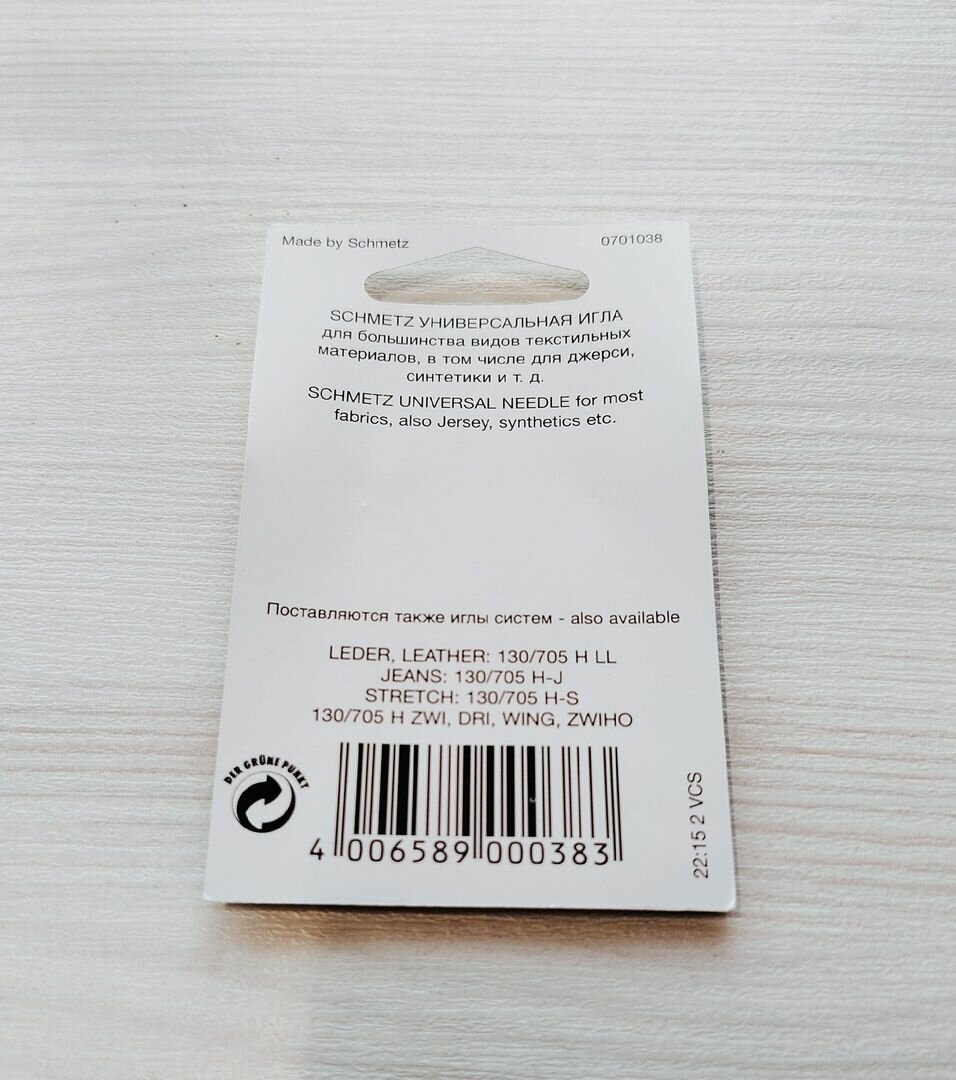 Made by Schmetz 0701038
SCHMETZ УНИВЕРСАЛЬНАЯ ИГЛА
для большинства видов текстильных
материалов, в том числе для джерси,
синтетики и т. д.
SCHMETZ UNIVERSAL NEEDLE for most
fabrics, also Jersey, synthetics etc.
Поставляются также иглы систем - also available
LEDER, LEATHER: 130/705 H LL
JEANS: 130/705 H-J
STRETCH: 130/705 H-S
130/705 H ZWI, DRI, WING, ZWIHO
DER GRÜNE PUNKT
4 006589 000383
22:15 2 VCS